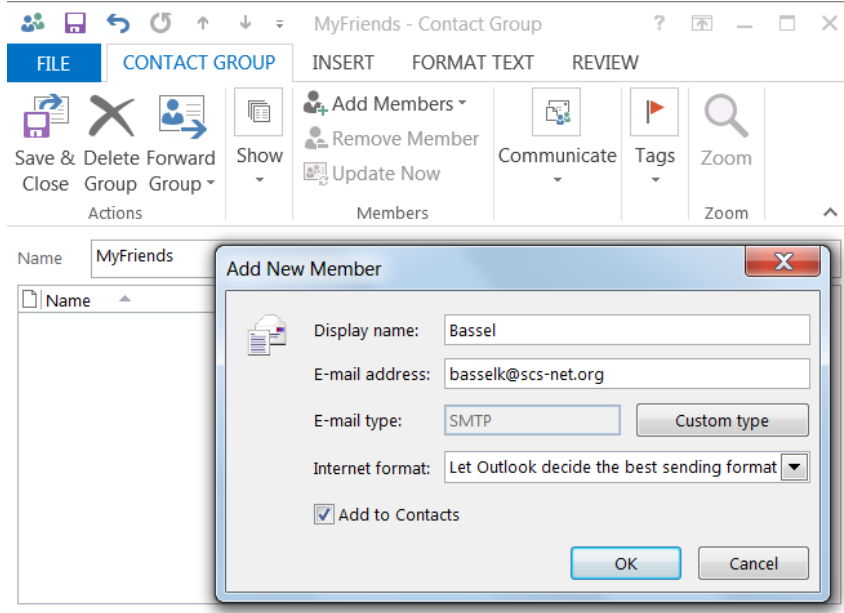 MyFriends - Contact Group ?
FILE CONTACT GROUP INSERT FORMAT TEXT REVIEW
Save & Close
Delete Group
Forward Group
Actions
Show
Add Members
Remove Member
Update Now
Members
Communicate
Tags
Zoom
Zoom
Name MyFriends
Name
Add New Member
Display name: Bassel
E-mail address: basselk@scs-net.org
E-mail type: SMTP Custom type
Internet format: Let Outlook decide the best sending format
Add to Contacts
OK Cancel